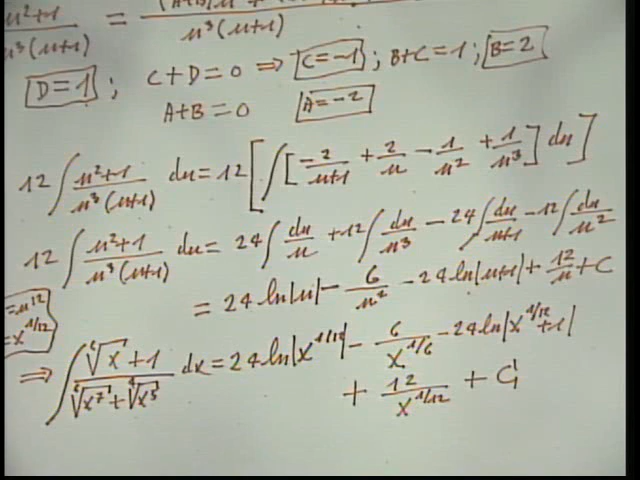 u²+1 / u³(u+1) = (A+B)u³ + / u³(u+1)
D=1 ; C+D=0 ⇒ C=-1 ; B+C=1 ; B=2
A+B=0 A=-2
12 ∫ u²+1 / u³(u+1) du = 12 [ ∫ [ -2/u+1 + 2/u - 1/u² + 1/u³ ] du ]
12 ∫ u²+1 / u³(u+1) du = 24 ∫ du/u + 12 ∫ du/u³ - 24 ∫ du/u+1 - 12 ∫ du/u²
= u¹²
= x^1/12
= 24 ln|u| - 6/u² - 24 ln|u+1| + 12/u + C
⇒ ∫ ⁶√x + 1 / ⁶√x⁷ + ⁴√x⁵ dx = 24 ln|x^1/12| - 6/x^1/6 - 24 ln|x^1/12 + 1|
+ 12/x^1/12 + C₁